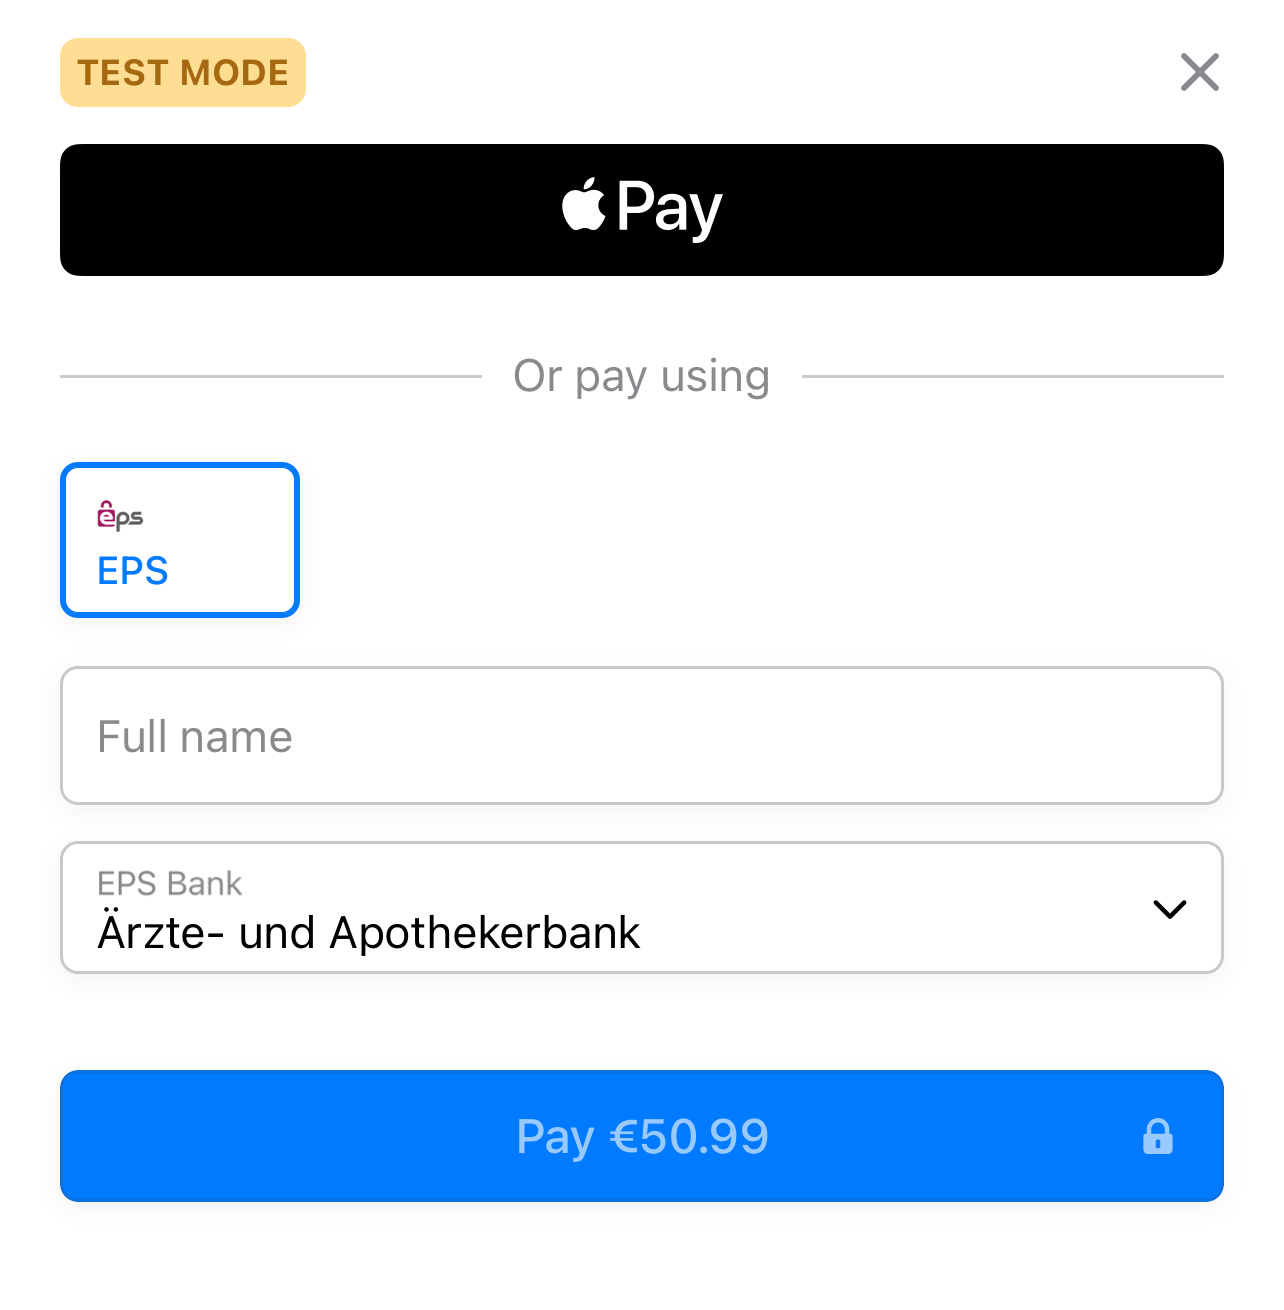 TEST MODE
Pay
Or pay using
eps
EPS
Full name
EPS Bank
Ärzte- und Apothekerbank
Pay €50.99